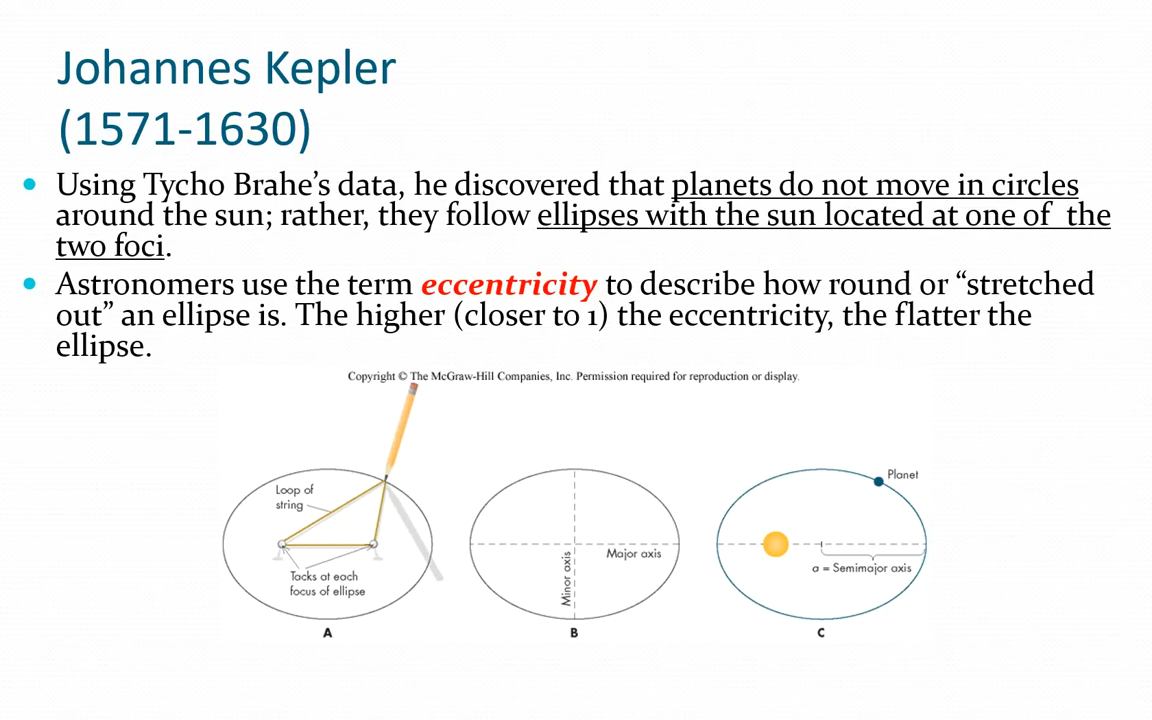 Johannes Kepler
(1571-1630)
• Using Tycho Brahe's data, he discovered that planets do not move in circles
around the sun; rather, they follow ellipses with the sun located at one of  the
two foci.
• Astronomers use the term eccentricity to describe how round or “stretched
out” an ellipse is. The higher (closer to 1) the eccentricity, the flatter the
ellipse.
Copyright © The McGraw-Hill Companies, Inc. Permission required for reproduction or display.
Loop of
string
Tacks at each
focus of ellipse
A
Major axis
Minor axis
B
Planet
a = Semimajor axis
C